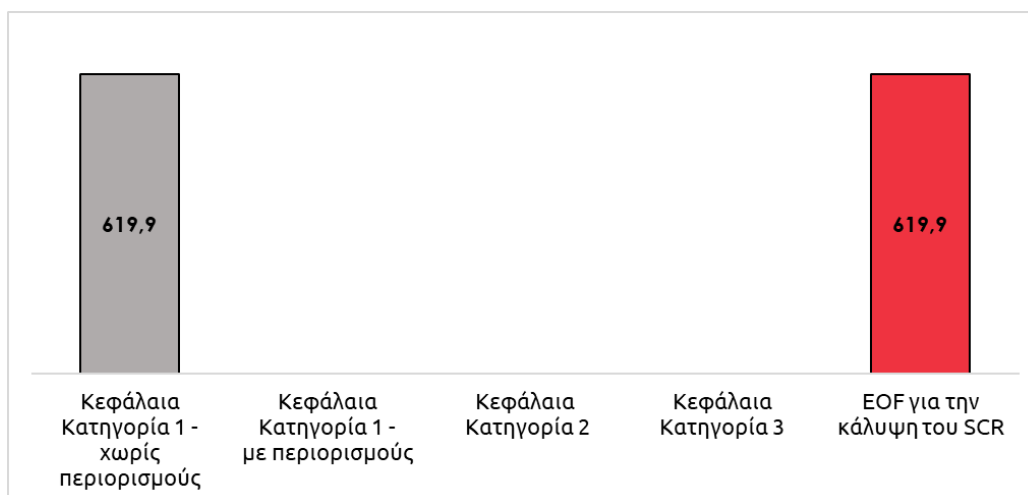 619,9
619,9
Κεφάλαια
Κατηγορία 1 -
χωρίς
περιορισμούς
Κεφάλαια
Κατηγορία 1 -
με περιορισμούς
Κεφάλαια
Κατηγορία 2
Κεφάλαια
Κατηγορία 3
EOF για την
κάλυψη του SCR